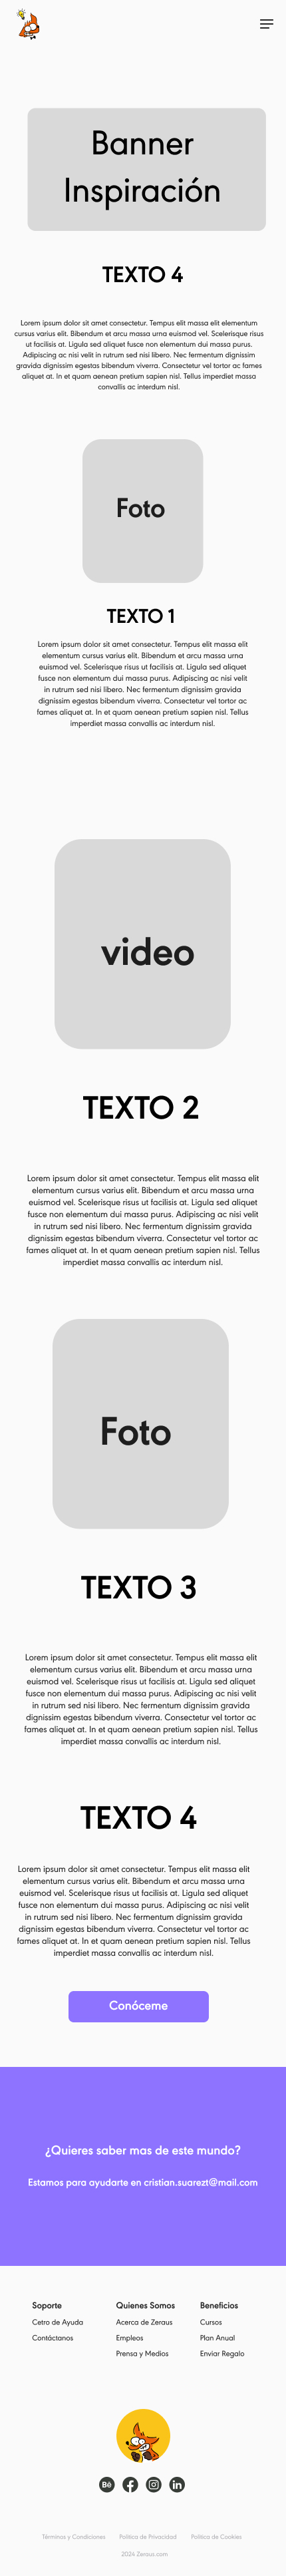 Banner
Inspiración
TEXTO 4
Lorem ipsum dolor sit amet consectetur. Tempus elit massa elit elementum
cursus varius elit. Bibendum et arcu massa urna euismod vel. Scelerisque risus
ut facilisis at. Ligula sed aliquet fusce non elementum dui massa purus.
Adipiscing ac nisi velit in rutrum sed nisi libero. Nec fermentum dignissim
gravida dignissim egestas bibendum viverra. Consectetur vel tortor ac fames
aliquet at. In et quam aenean pretium sapien nisl. Tellus imperdiet massa
convallis ac interdum nisl.
Foto
TEXTO 1
Lorem ipsum dolor sit amet consectetur. Tempus elit massa elit
elementum cursus varius elit. Bibendum et arcu massa urna
euismod vel. Scelerisque risus ut facilisis at. Ligula sed aliquet
fusce non elementum dui massa purus. Adipiscing ac nisi velit
in rutrum sed nisi libero. Nec fermentum dignissim gravida
dignissim egestas bibendum viverra. Consectetur vel tortor ac
fames aliquet at. In et quam aenean pretium sapien nisl. Tellus
imperdiet massa convallis ac interdum nisl.
video
TEXTO 2
Lorem ipsum dolor sit amet consectetur. Tempus elit massa elit
elementum cursus varius elit. Bibendum et arcu massa urna
euismod vel. Scelerisque risus ut facilisis at. Ligula sed aliquet
fusce non elementum dui massa purus. Adipiscing ac nisi velit
in rutrum sed nisi libero. Nec fermentum dignissim gravida
dignissim egestas bibendum viverra. Consectetur vel tortor ac
fames aliquet at. In et quam aenean pretium sapien nisl. Tellus
imperdiet massa convallis ac interdum nisl.
Foto
TEXTO 3
Lorem ipsum dolor sit amet consectetur. Tempus elit massa elit
elementum cursus varius elit. Bibendum et arcu massa urna
euismod vel. Scelerisque risus ut facilisis at. Ligula sed aliquet
fusce non elementum dui massa purus. Adipiscing ac nisi velit
in rutrum sed nisi libero. Nec fermentum dignissim gravida
dignissim egestas bibendum viverra. Consectetur vel tortor ac
fames aliquet at. In et quam aenean pretium sapien nisl. Tellus
imperdiet massa convallis ac interdum nisl.
TEXTO 4
Lorem ipsum dolor sit amet consectetur. Tempus elit massa elit
elementum cursus varius elit. Bibendum et arcu massa urna
euismod vel. Scelerisque risus ut facilisis at. Ligula sed aliquet
fusce non elementum dui massa purus. Adipiscing ac nisi velit
in rutrum sed nisi libero. Nec fermentum dignissim gravida
dignissim egestas bibendum viverra. Consectetur vel tortor ac
fames aliquet at. In et quam aenean pretium sapien nisl. Tellus
imperdiet massa convallis ac interdum nisl.
Conóceme
¿Quieres saber mas de este mundo?
Estamos para ayudarte en cristian.suarezt@mail.com
Soporte
Cetro de Ayuda
Contáctanos
Quienes Somos
Acerca de Zeraus
Empleos
Prensa y Medios
Beneficios
Cursos
Plan Anual
Enviar Regalo
Bē
in
Términos y Condiciones Política de Privacidad Política de Cookies
2024 Zeraus.com